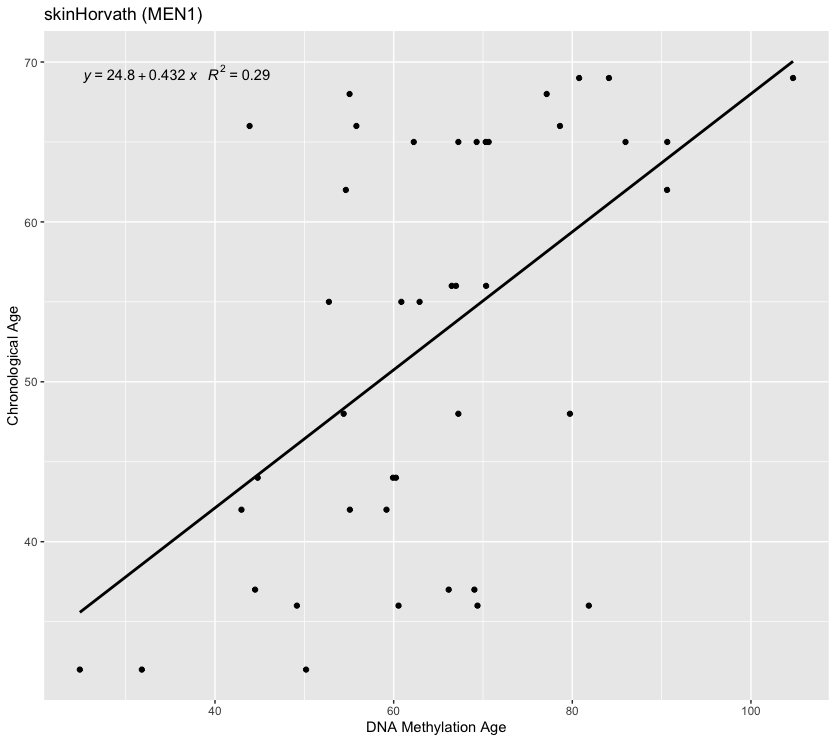 skinHorvath (MEN1)
y = 24.8 + 0.432 x R² = 0.29
70
60
50
40
Chronological Age
40 60 80 100
DNA Methylation Age